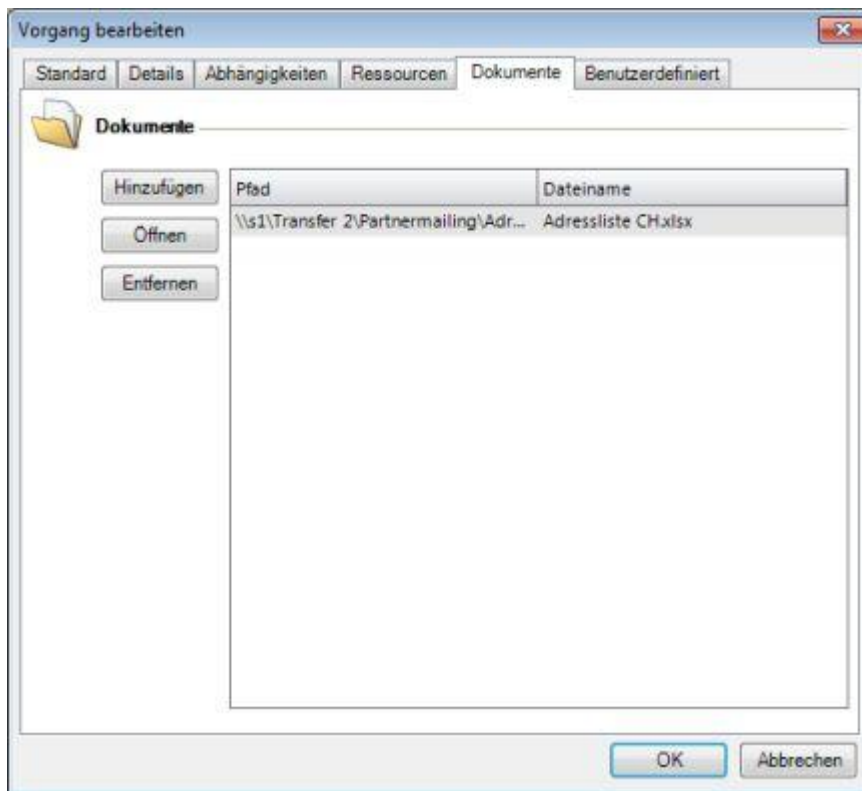 Vorgang bearbeiten
Standard Details Abhängigkeiten Ressourcen Dokumente Benutzerdefiniert
Dokumente
Hinzufügen
Öffnen
Entfernen
Pfad Dateiname
\\s1\Transfer 2\Partnermailing\Adr... Adressliste CH.xlsx
OK Abbrechen